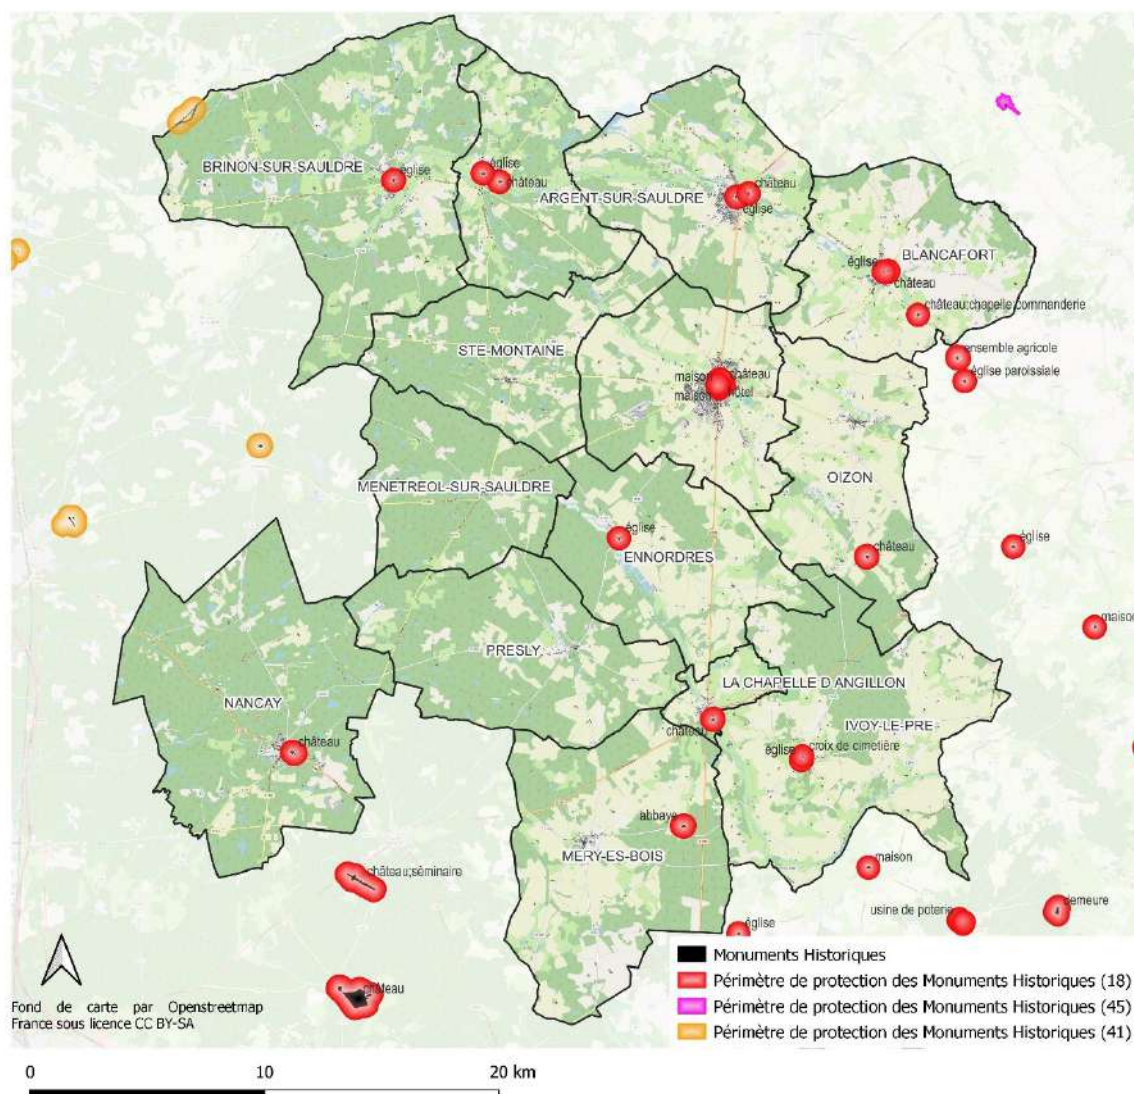 BRINON-SUR-SAULDRE
église
église
château
ARGENT-SUR-SAULDRE
château
église
BLANCAFORT
église
château
château;chapelle;commanderie
ensemble agricole
église paroissiale
STE-MONTAINE
maison
château
maison
hôtel
OIZON
MENETREOL-SUR-SAULDRE
église
ENNORDRES
château
église
maison
PRESLY
NANCAY
LA CHAPELLE D ANGILLON
IVOY-LE-PRE
château
château
église
croix de cimetière
abbaye
MERY-ES-BOIS
maison
château;séminaire
usine de poterie
demeure
église
château
Monuments Historiques
Périmètre de protection des Monuments Historiques (18)
Périmètre de protection des Monuments Historiques (45)
Périmètre de protection des Monuments Historiques (41)
Fond de carte par Openstreetmap
France sous licence CC BY-SA
0 10 20 km